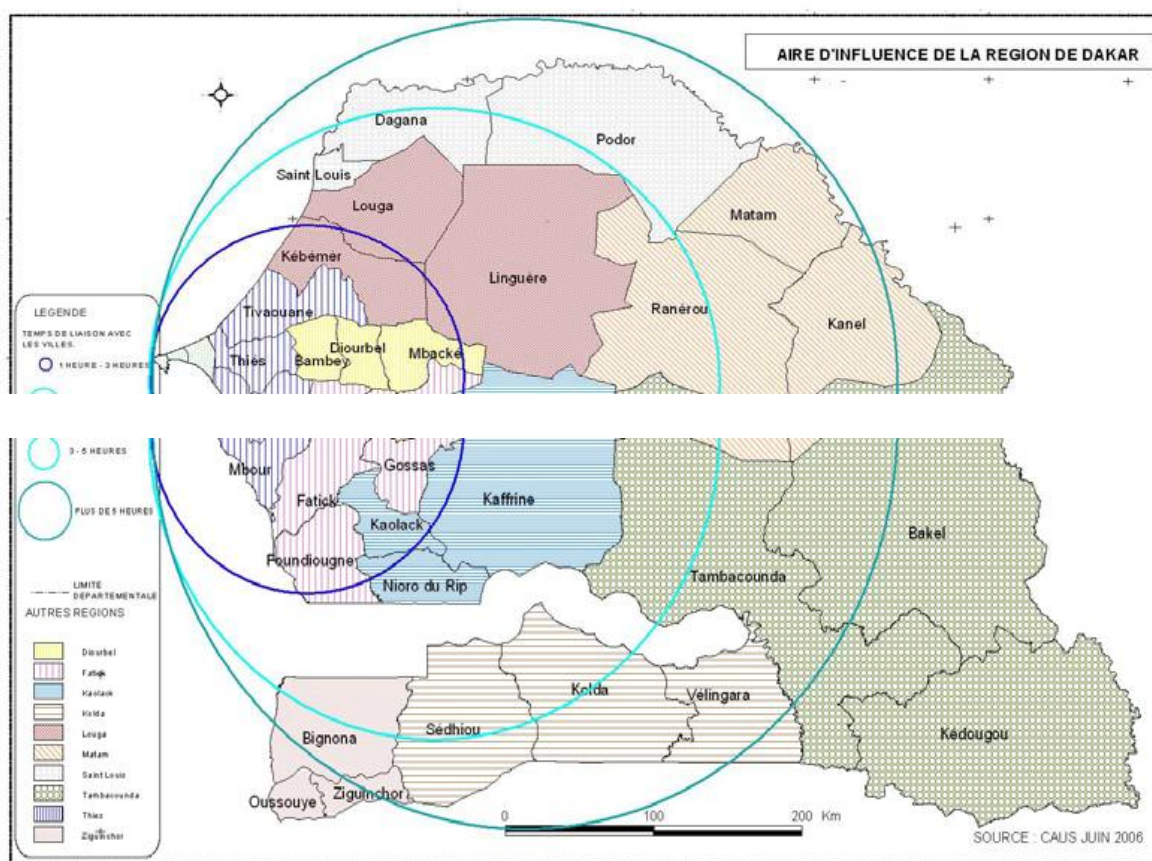 AIRE D'INFLUENCE DE LA REGION DE DAKAR
Dagana
Podor
Saint Louis
Louga
Matam
Kébémer
Linguère
Ranérou
Kanel
Tivaouane
Thiès
Bambey
Diourbel
Mbacké
LEGENDE
TEMPS DE LIAISON AVEC
LES VILLES.
1 HEURE - 3 HEURES
3 - 5 HEURES
PLUS DE 5 HEURES
LIMITE
DEPARTEMENTALE
AUTRES REGIONS
Diourbel
Fatick
Kaolack
Kolda
Louga
Matam
Saint Louis
Tambacounda
Thies
Ziguinchor
Mbour
Gossas
Fatick
Kaffrine
Kaolack
Foundiougne
Nioro du Rip
Tambacounda
Bakel
Kolda
Vélingara
Sédhiou
Bignona
Kédougou
Oussouye
Ziguinchor
0 100 200 Km
SOURCE : CAUS JUIN 2006